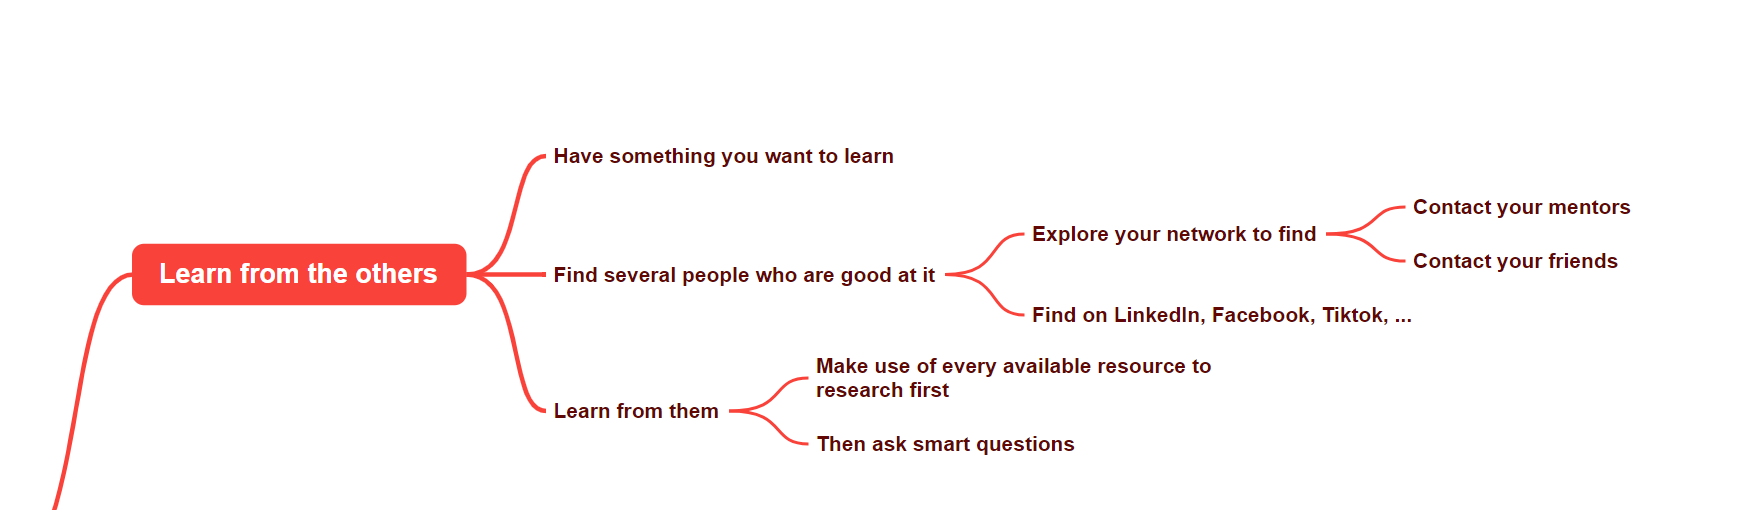 Learn from the others
Have something you want to learn
Find several people who are good at it
Explore your network to find
Contact your mentors
Contact your friends
Find on LinkedIn, Facebook, Tiktok, ...
Learn from them
Make use of every available resource to
research first
Then ask smart questions